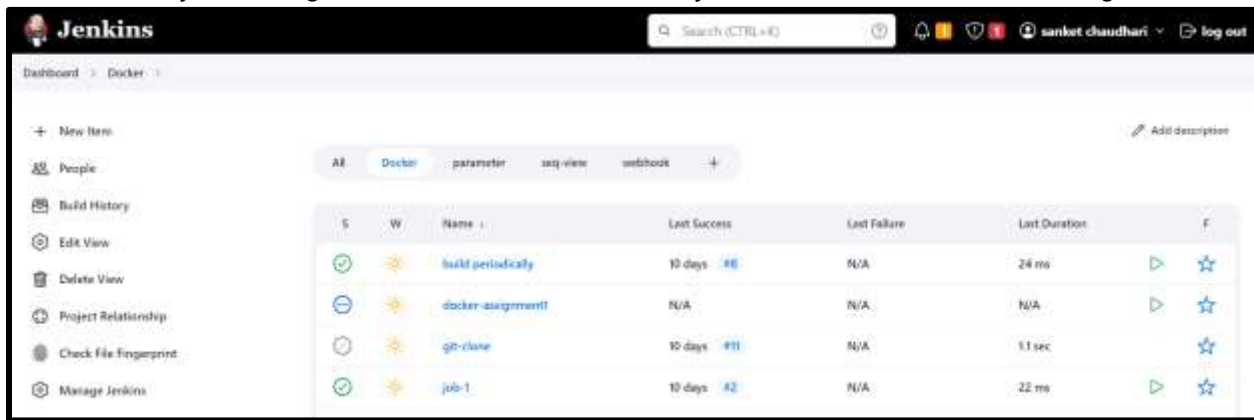 Jenkins
Search (CTRL+K)
1
1
sanket chaudhari
log out
Dashboard
Docker
New Item
Add description
People
All
Docker
parameter
seq-view
webhook
+
Build History
S
W
Name ↓
Last Success
Last Failure
Last Duration
F
Edit View
build periodically
10 days
#6
N/A
24 ms
Delete View
docker-assignment1
N/A
N/A
N/A
Project Relationship
git-clone
10 days
#11
N/A
1.1 sec
Check File Fingerprint
Manage Jenkins
job-1
10 days
#2
N/A
22 ms